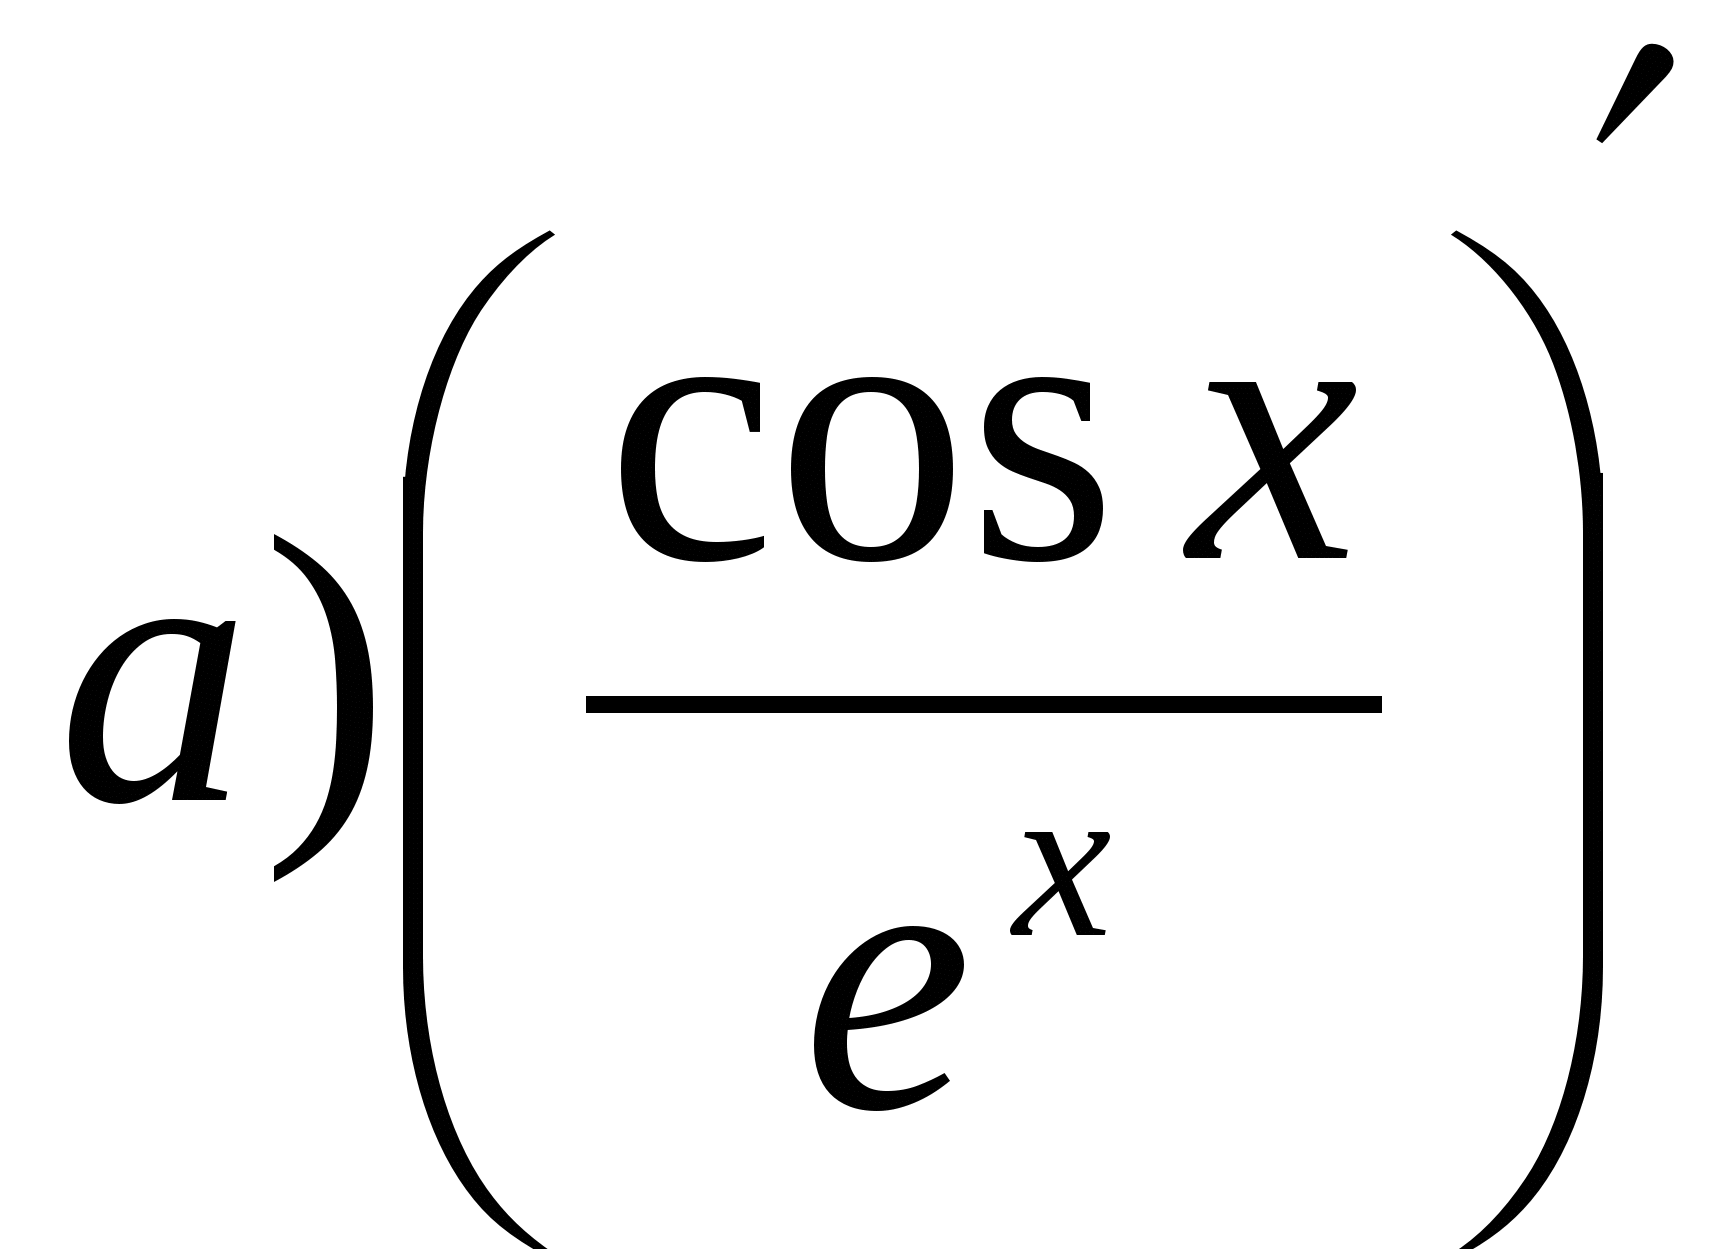 a) (cos x / e^x)′